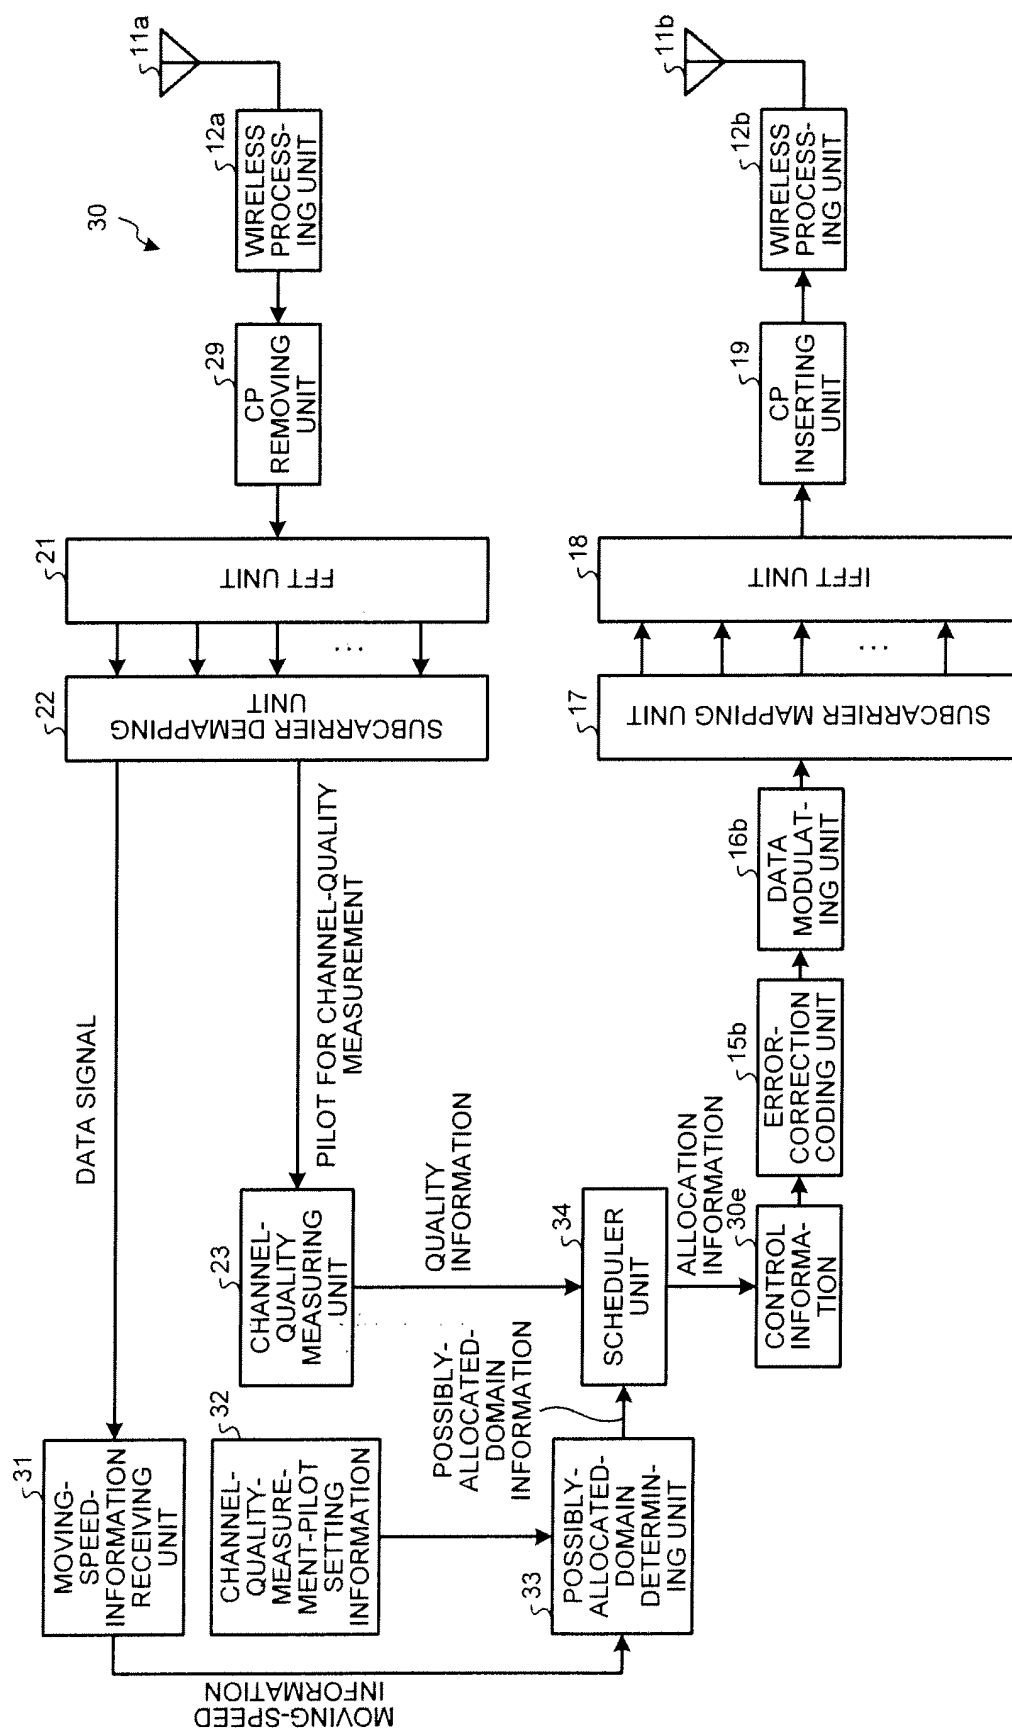 30
11a
12a
WIRELESS
PROCESS-
ING UNIT
29
CP
REMOVING
UNIT
21
FFT UNIT
...
22
SUBCARRIER DEMAPPING
UNIT
DATA SIGNAL
PILOT FOR CHANNEL-QUALITY
MEASUREMENT
31
MOVING-
SPEED-
INFORMATION
RECEIVING
UNIT
23
CHANNEL-
QUALITY
MEASURING
UNIT
32
CHANNEL-
QUALITY-
MEASURE-
MENT-PILOT
SETTING
INFORMATION
MOVING-SPEED
INFORMATION
33
POSSIBLY-
ALLOCATED-
DOMAIN
DETERMIN-
ING UNIT
POSSIBLY-
ALLOCATED-
DOMAIN
INFORMATION
QUALITY
INFORMATION
34
SCHEDULER
UNIT
ALLOCATION
INFORMATION
30e
CONTROL
INFORMA-
TION
15b
ERROR-
CORRECTION
CODING UNIT
16b
DATA
MODULAT-
ING UNIT
17
SUBCARRIER MAPPING UNIT
...
18
IFFT UNIT
19
CP
INSERTING
UNIT
12b
WIRELESS
PROCESS-
ING UNIT
11b